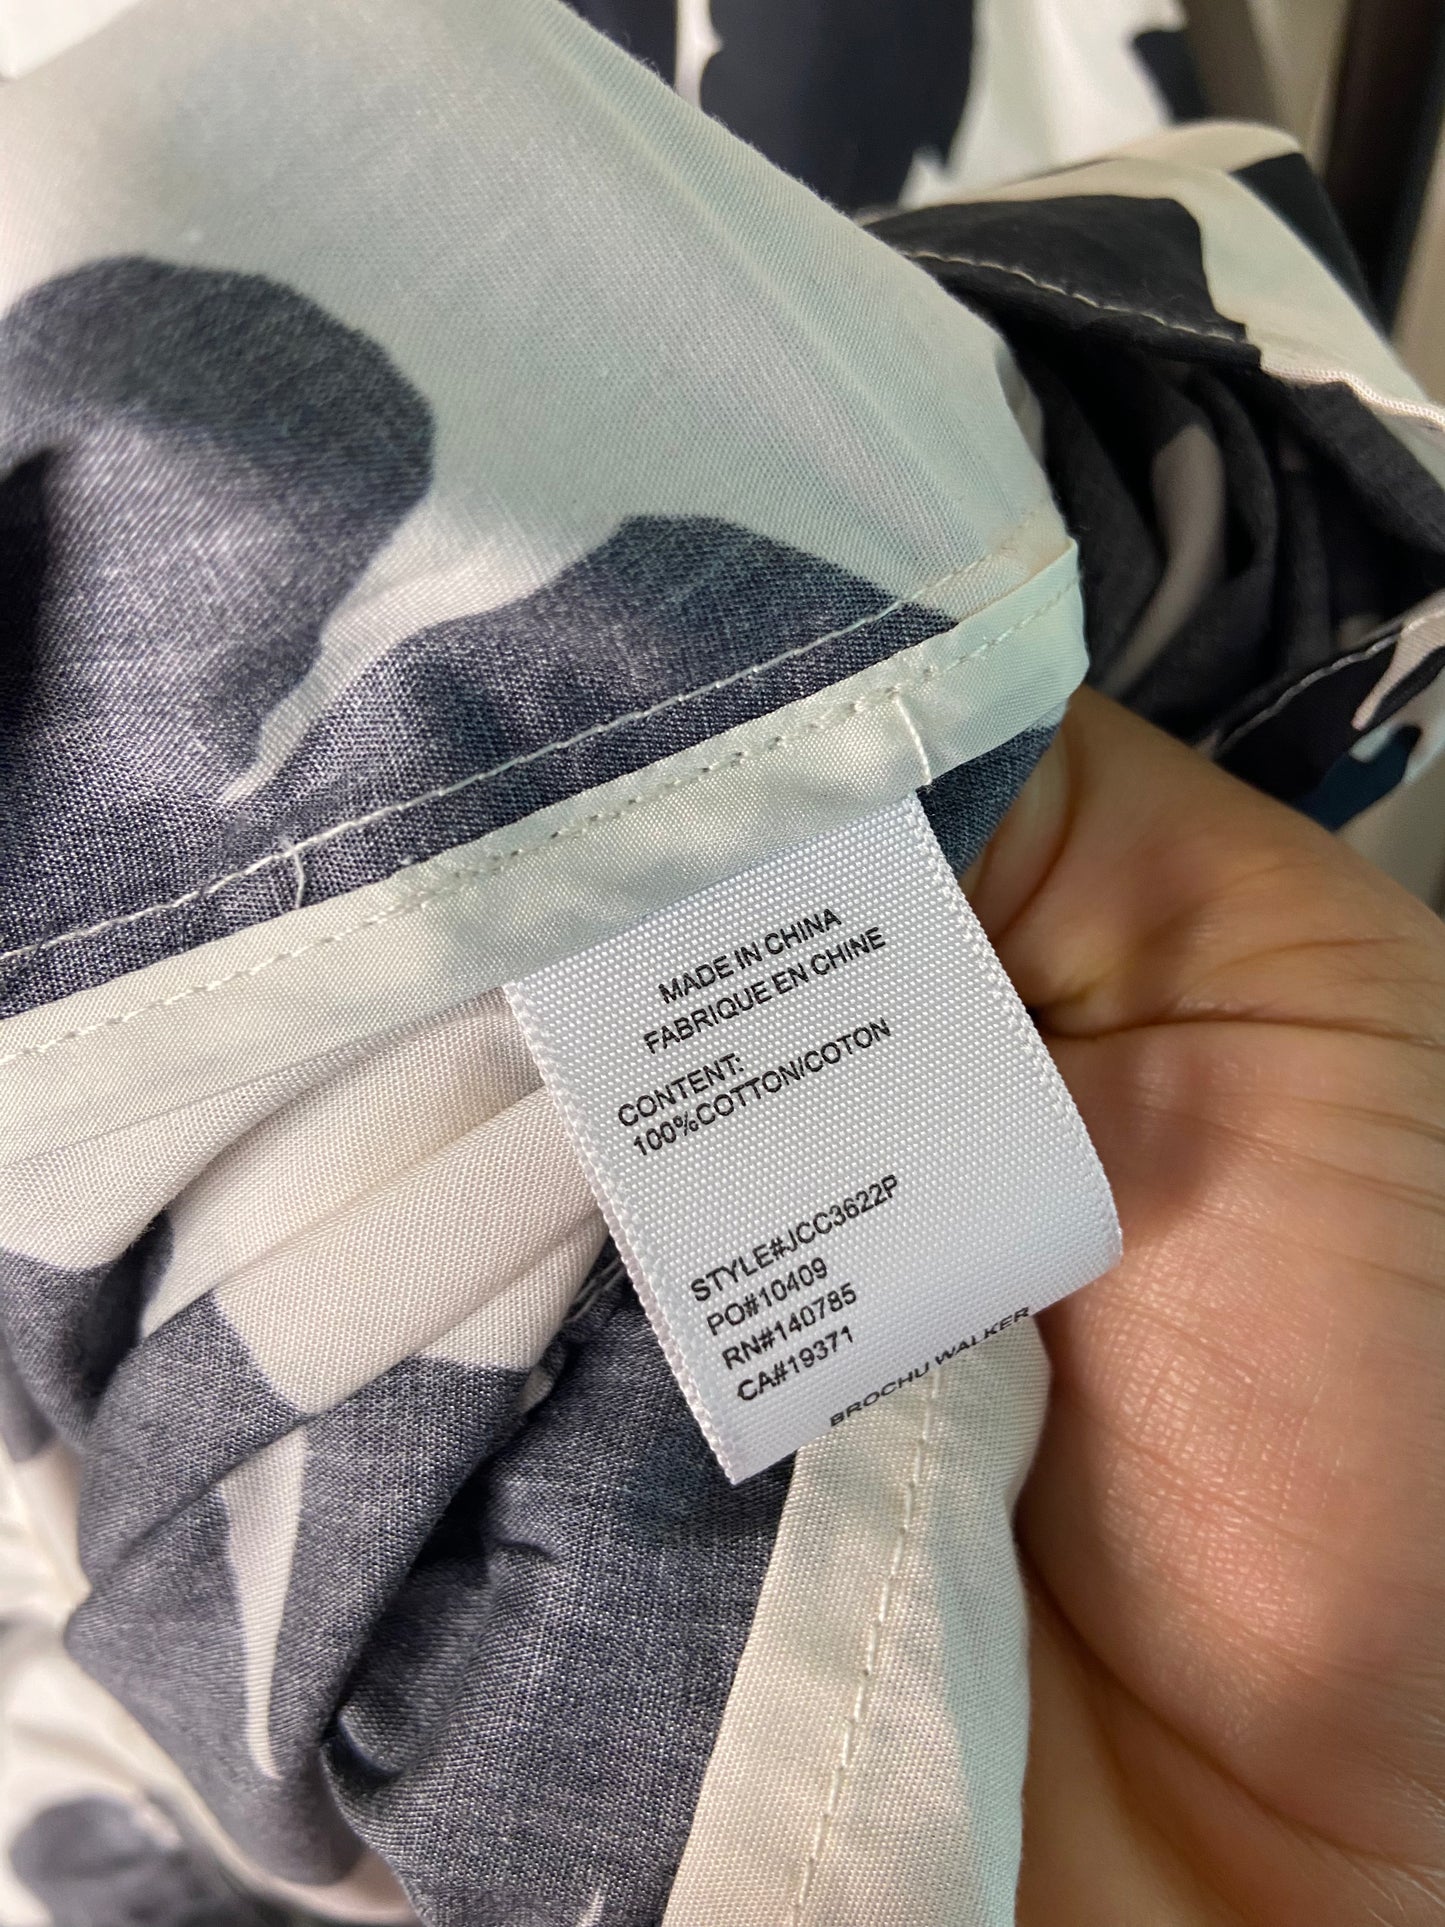 MADE IN CHINA
FABRIQUE EN CHINE
CONTENT:
100%COTTON/COTON
STYLE#JCC3622P
PO#10409
RN#140785
CA#19371
BROCHU WALKER